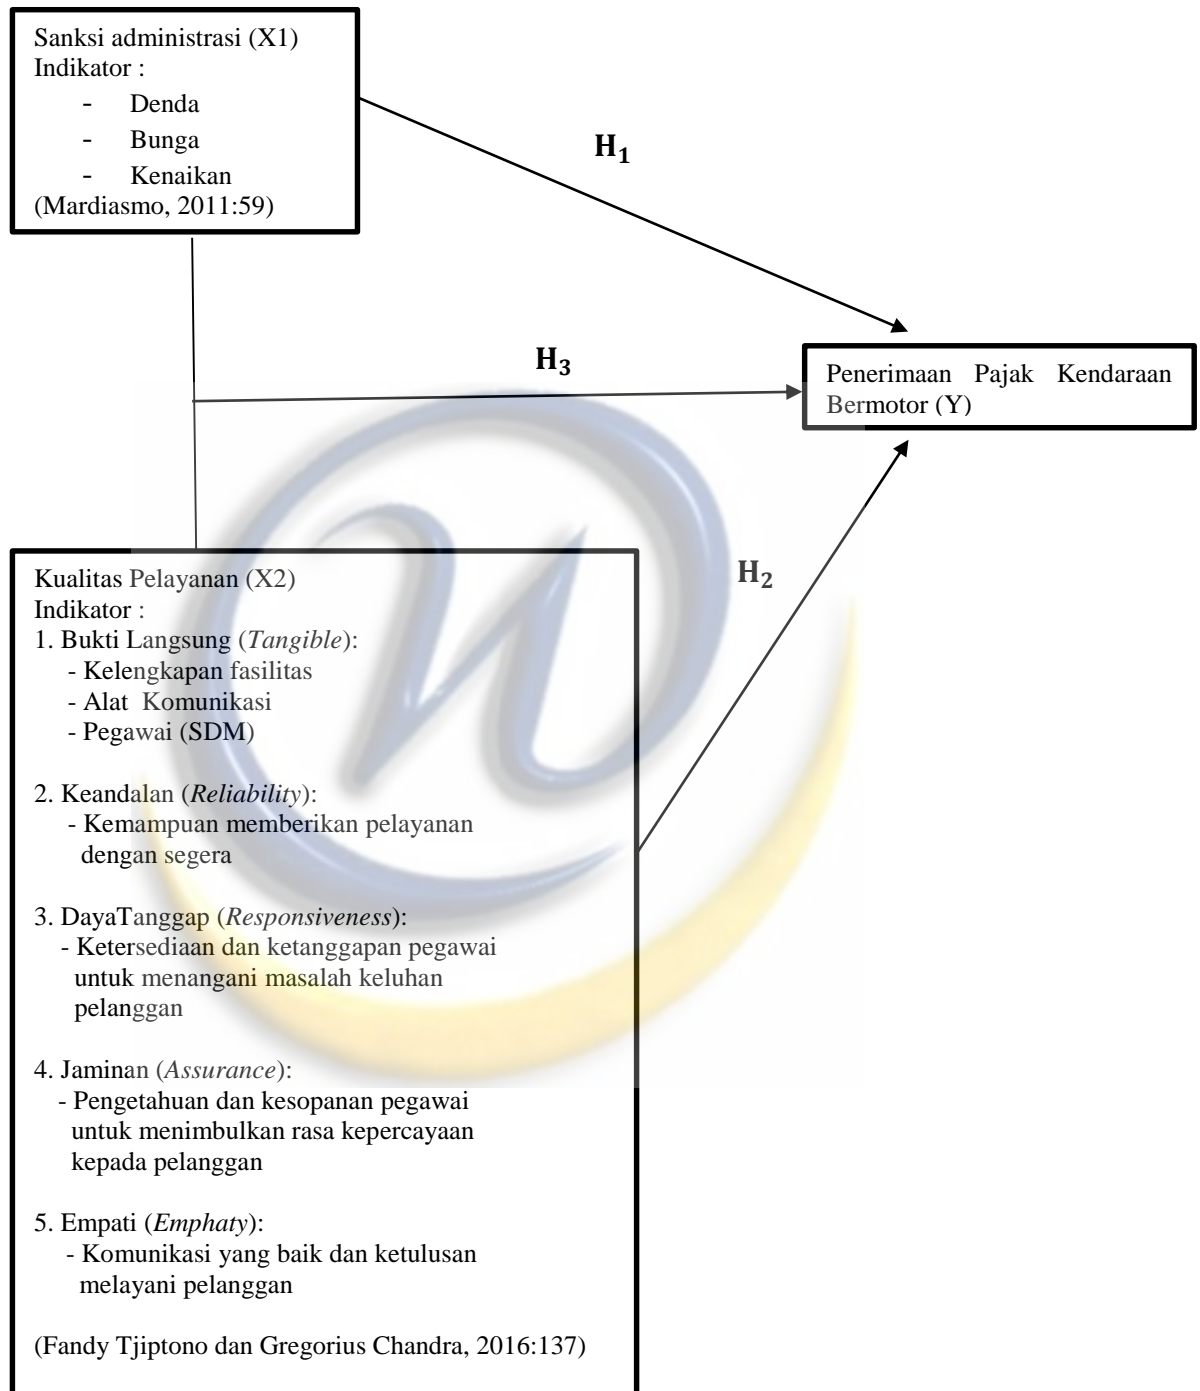 Sanksi administrasi (X1)
Indikator :
- Denda
- Bunga
- Kenaikan
(Mardiasmo, 2011:59)
H₁
H₃
Penerimaan Pajak Kendaraan
Bermotor (Y)
H₂
Kualitas Pelayanan (X2)
Indikator :
1. Bukti Langsung (Tangible):
- Kelengkapan fasilitas
- Alat Komunikasi
- Pegawai (SDM)
2. Keandalan (Reliability):
- Kemampuan memberikan pelayanan
dengan segera
3. DayaTanggap (Responsiveness):
- Ketersediaan dan ketanggapan pegawai
untuk menangani masalah keluhan
pelanggan
4. Jaminan (Assurance):
- Pengetahuan dan kesopanan pegawai
untuk menimbulkan rasa kepercayaan
kepada pelanggan
5. Empati (Emphaty):
- Komunikasi yang baik dan ketulusan
melayani pelanggan
(Fandy Tjiptono dan Gregorius Chandra, 2016:137)